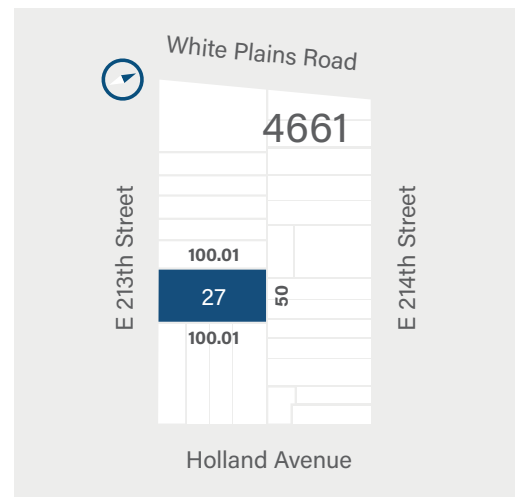 White Plains Road
4661
E 213th Street
E 214th Street
100.01
27
50
100.01
Holland Avenue